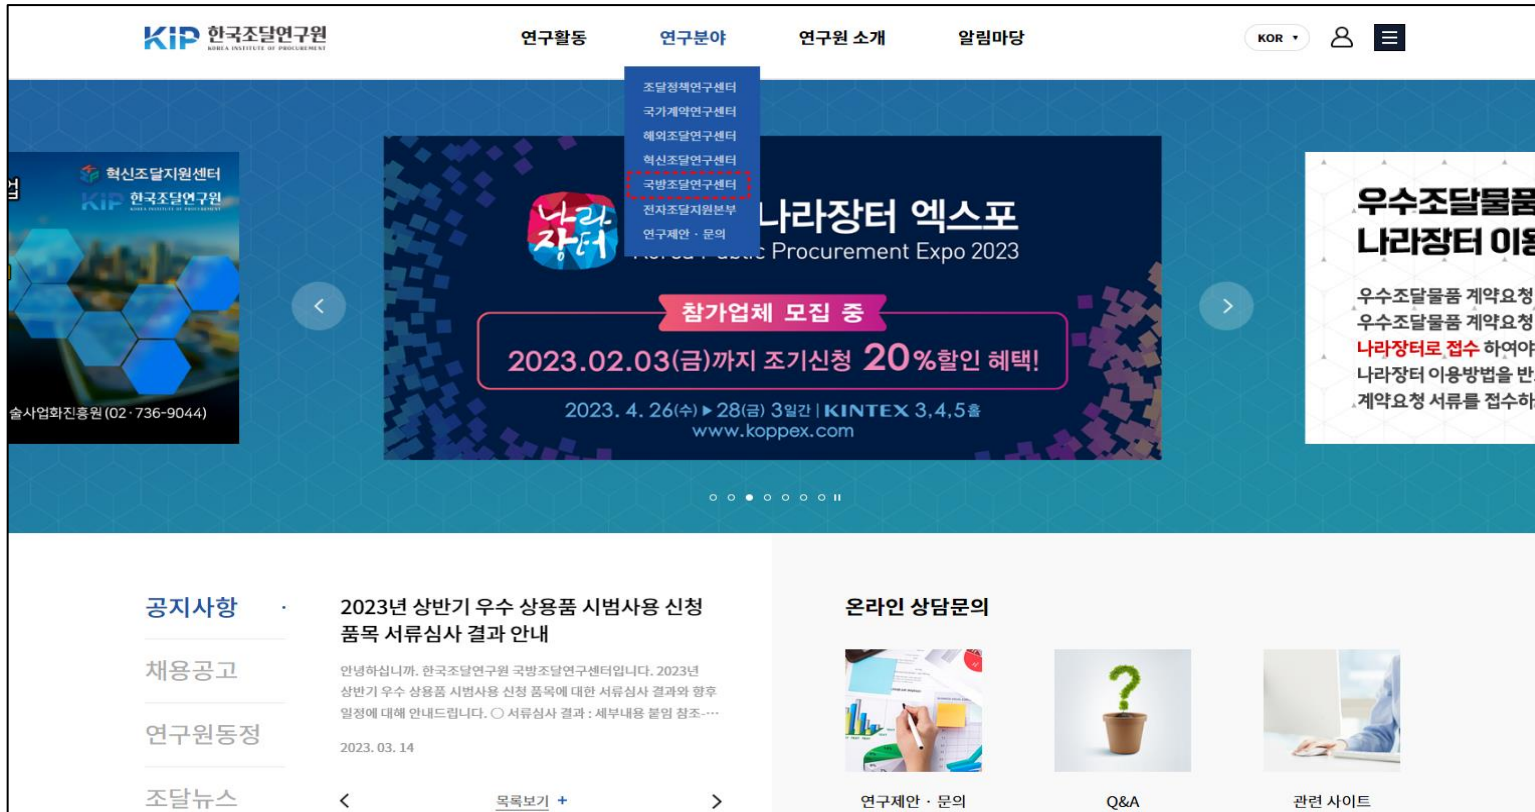 KIP 한국조달연구원
KOREA INSTITUTE OF PROCUREMENT
연구활동
연구분야
연구원 소개
알림마당
KOR
조달정책연구센터
국가계약연구센터
해외조달연구센터
혁신조달연구센터
국방조달연구센터
전자조달지원본부
연구제안 · 문의
혁신조달지원센터
KIP 한국조달연구원
술사업화진흥원(02·736-9044)
나라장터
나라장터 엑스포
Korea Public Procurement Expo 2023
참가업체 모집 중
2023.02.03(금)까지 조기신청 20%할인 혜택!
2023. 4. 26(수) ▶ 28(금) 3일간 | KINTEX 3,4,5홀
www.koppex.com
우수조달물품
나라장터 이용
우수조달물품 계약요청
우수조달물품 계약요청
나라장터로 접수 하여야
나라장터 이용방법을 반
계약요청 서류를 접수하
공지사항
채용공고
연구원동정
조달뉴스
2023년 상반기 우수 상용품 시범사용 신청
품목 서류심사 결과 안내
안녕하십니까. 한국조달연구원 국방조달연구센터입니다. 2023년
상반기 우수 상용품 시범사용 신청 품목에 대한 서류심사 결과와 향후
일정에 대해 안내드립니다. ○ 서류심사 결과 : 세부내용 붙임 참조-…
2023. 03. 14
목록보기 +
온라인 상담문의
연구제안 · 문의
Q&A
관련 사이트